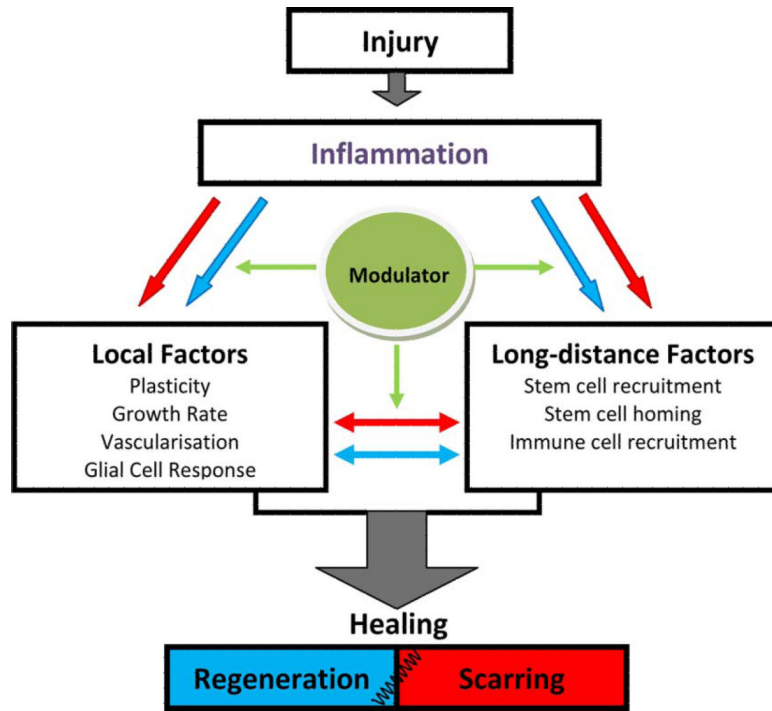 Injury
Inflammation
Modulator
Local Factors
Plasticity
Growth Rate
Vascularisation
Glial Cell Response
Long-distance Factors
Stem cell recruitment
Stem cell homing
Immune cell recruitment
Healing
Regeneration
Scarring